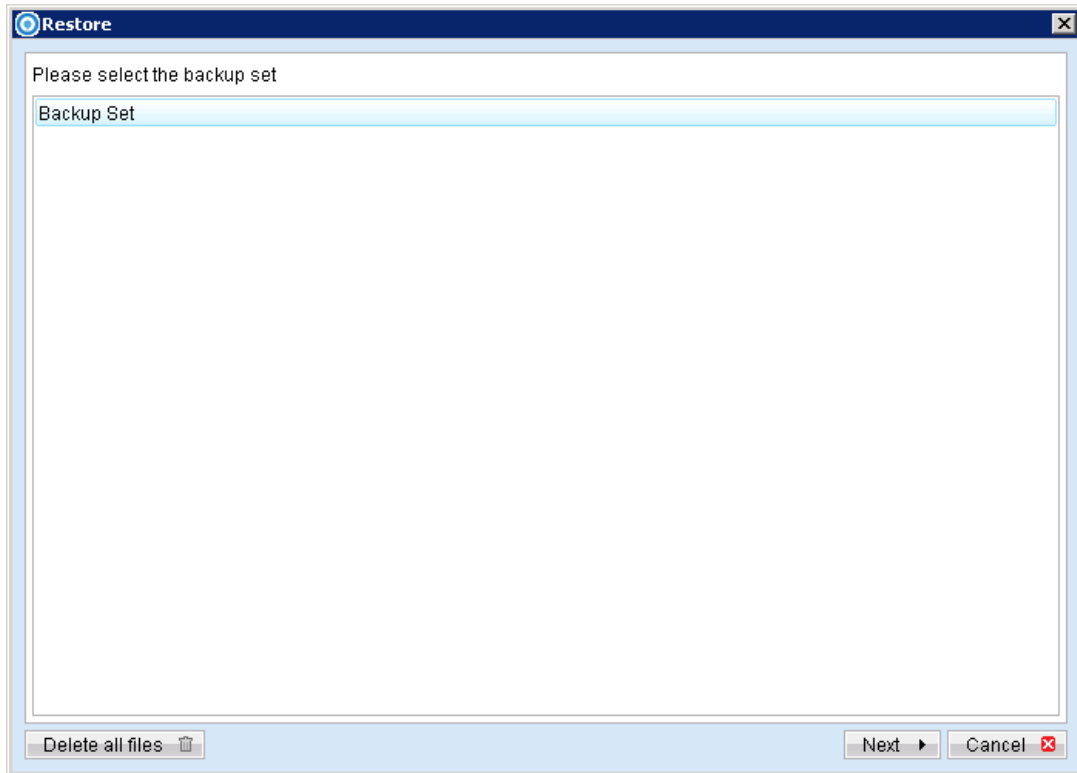 Restore
Please select the backup set
Backup Set
Delete all files
Next
Cancel